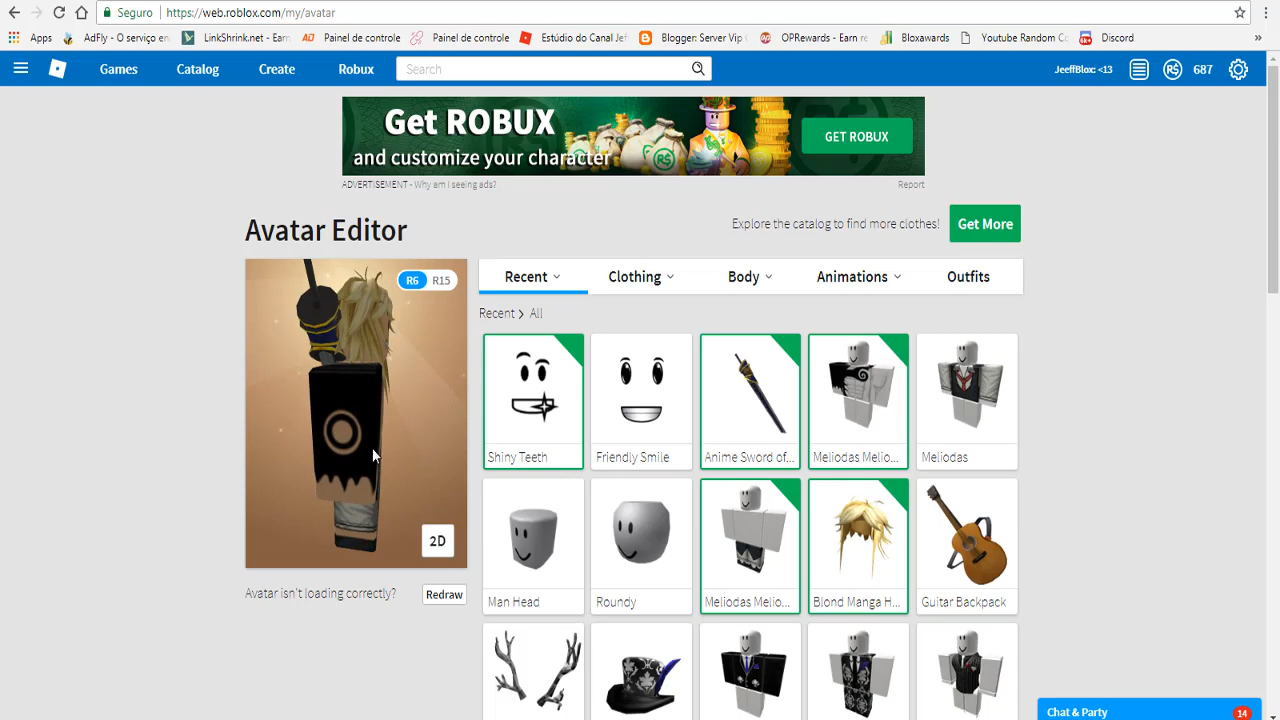 Seguro | https://web.roblox.com/my/avatar
Apps AdFly - O serviço en LinkShrink.net - Earn AD Painel de controle Painel de controle Estúdio do Canal Jef Blogger: Senpr Vip OPRewards - Earn re Bloxawards Youtube Random Co 6k+ Discord »
Games Catalog Create Robux Search JeeffBlox: <13 R$ 687
Get ROBUX
and customize your character
GET ROBUX
ADVERTISEMENT - Why am I seeing ads? Report
Avatar Editor
Explore the catalog to find more clothes! Get More
R6 R15
Recent Clothing Body Animations Outfits
Recent > All
Shiny Teeth Friendly Smile Anime Sword of... Meliodas Melio... Meliodas
2D
Avatar isn't loading correctly? Redraw
Man Head Roundy Meliodas Melio... Blond Manga H... Guitar Backpack
Chat & Party 14